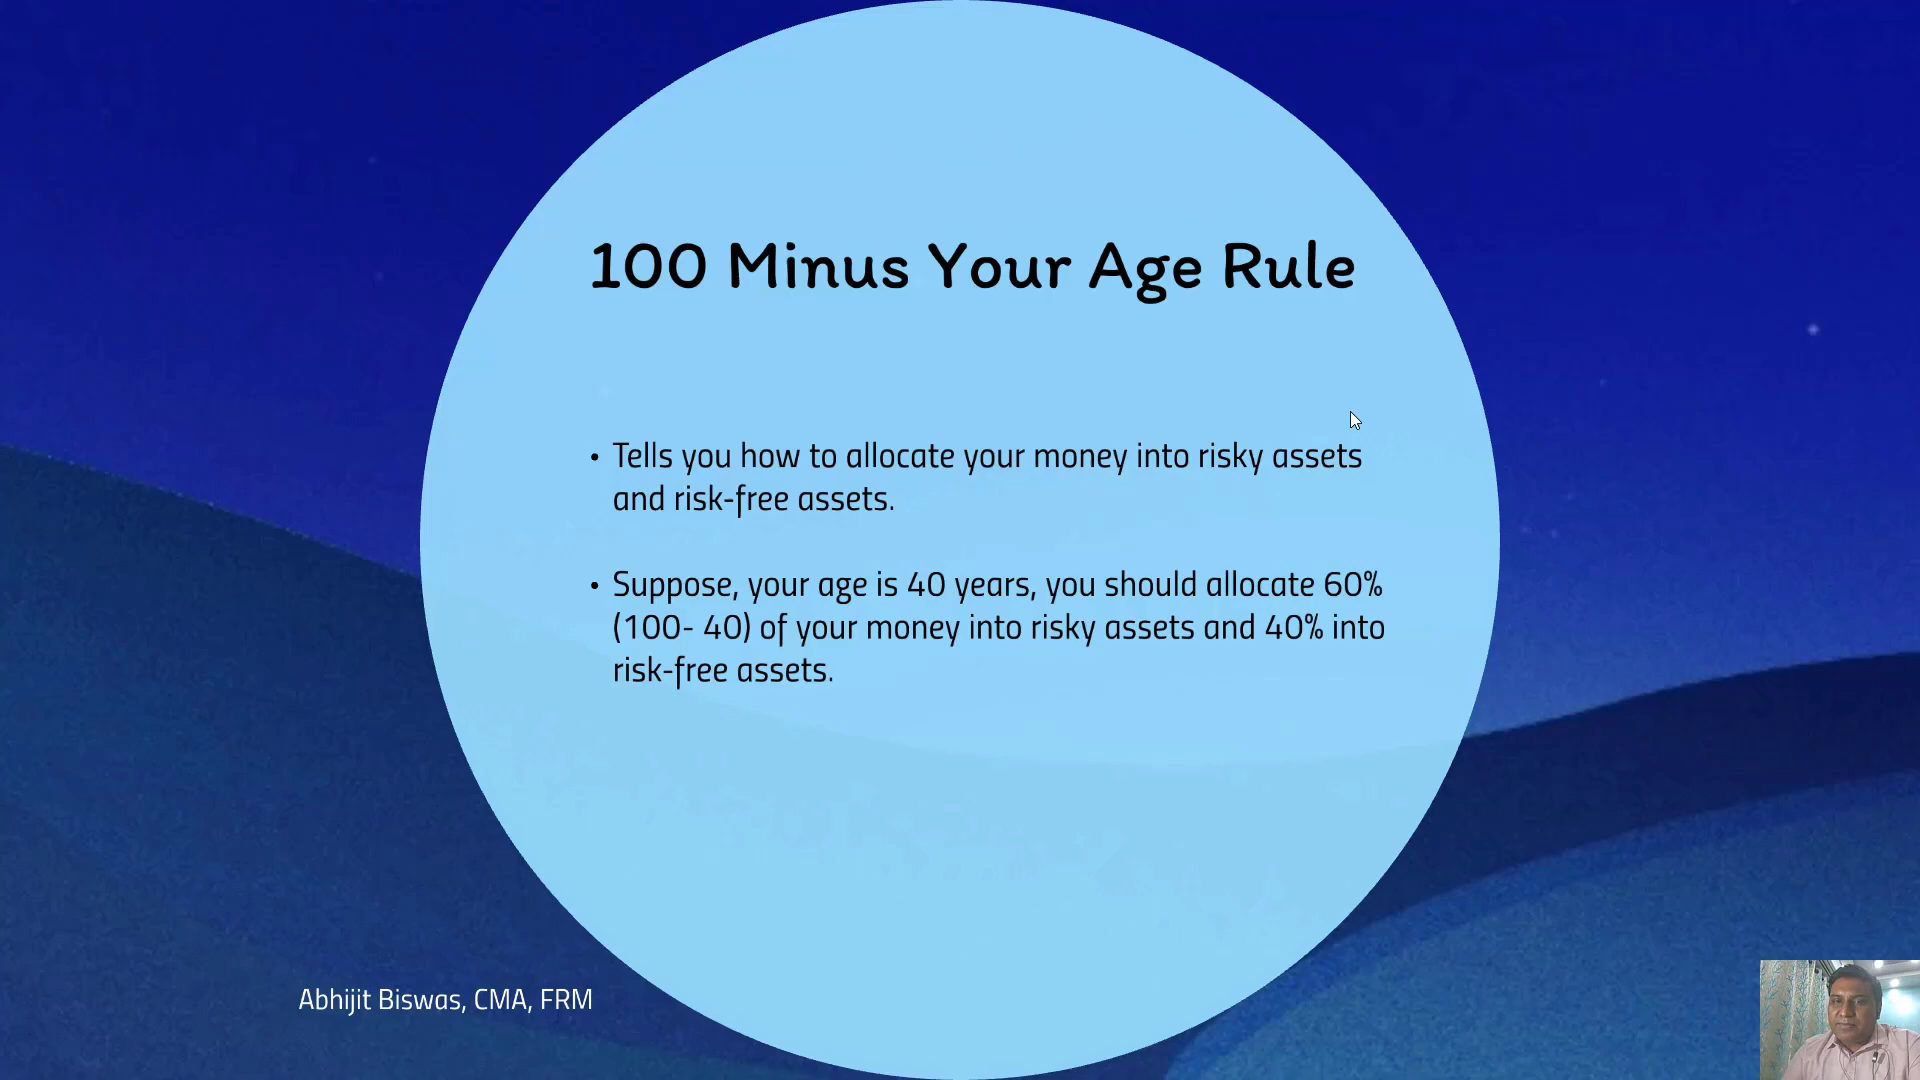 100 Minus Your Age Rule
• Tells you how to allocate your money into risky assets
and risk-free assets.
• Suppose, your age is 40 years, you should allocate 60%
(100- 40) of your money into risky assets and 40% into
risk-free assets.
Abhijit Biswas, CMA, FRM